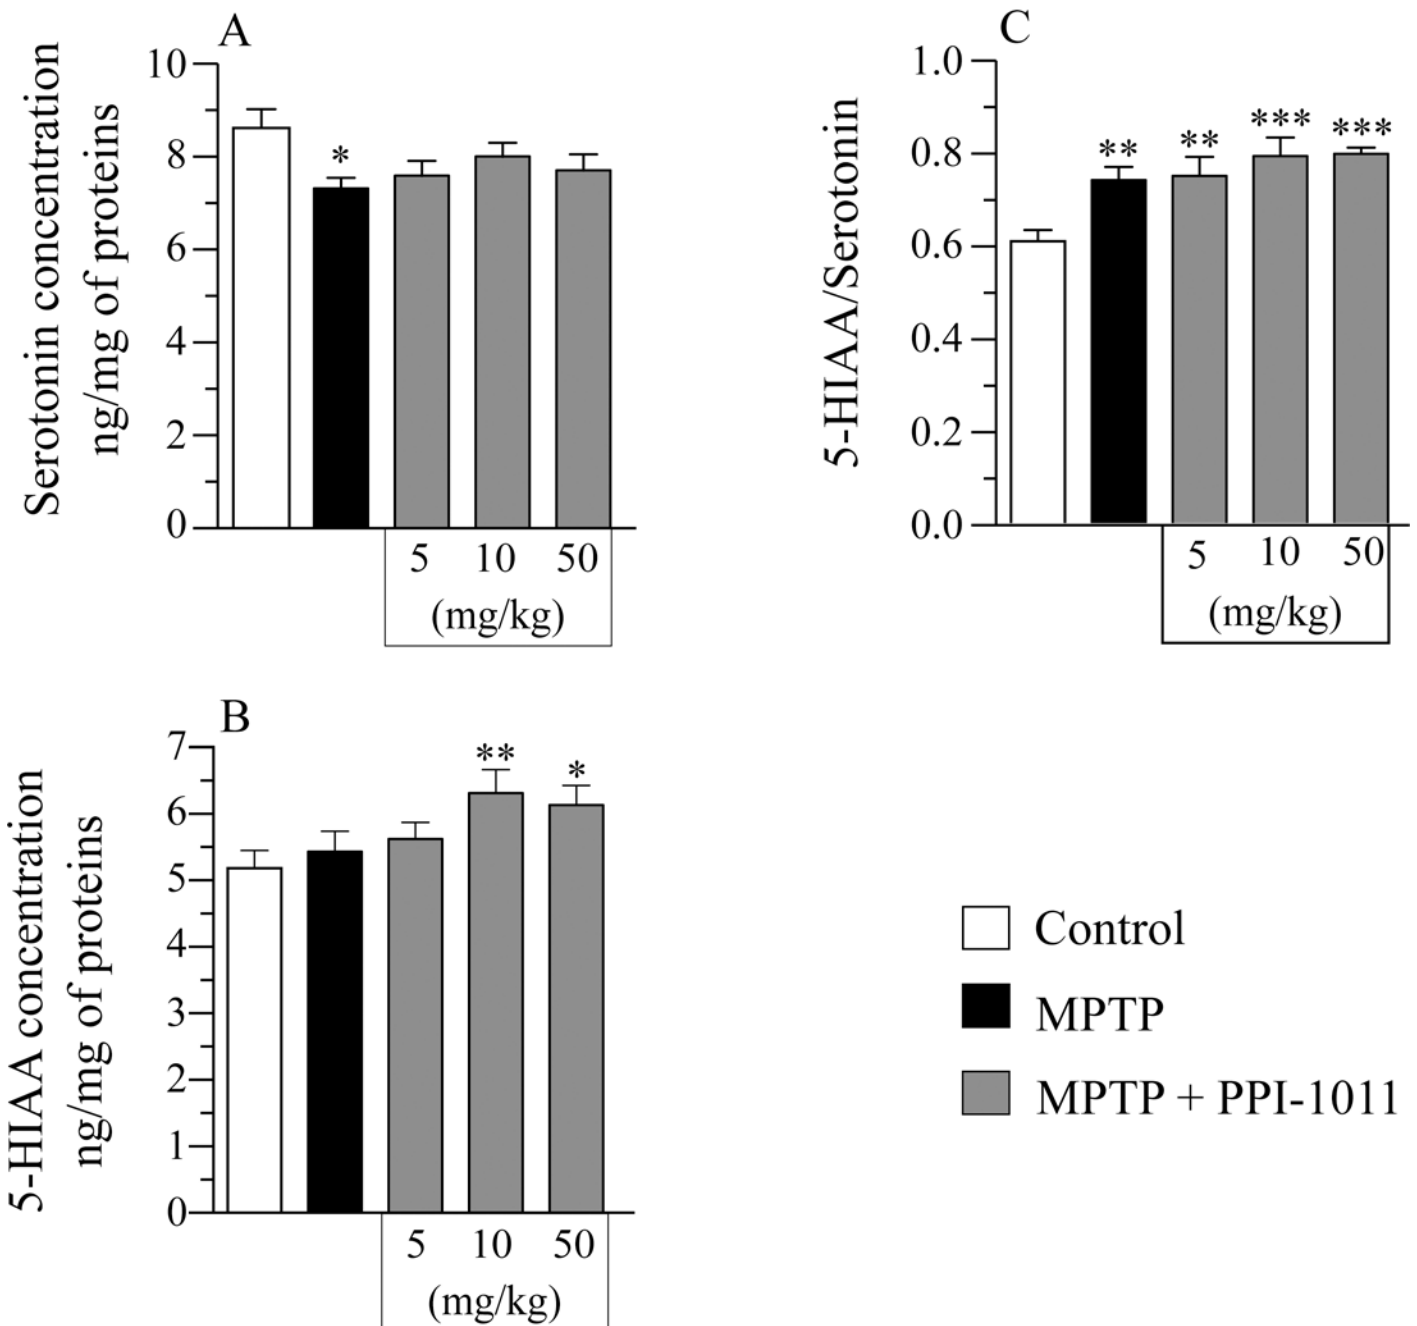 A
Serotonin concentration
ng/mg of proteins
10
8
6
4
2
0
*
5 10 50
(mg/kg)
C
5-HIAA/Serotonin
1.0
0.8
0.6
0.4
0.2
0.0
** ** *** ***
5 10 50
(mg/kg)
B
5-HIAA concentration
ng/mg of proteins
7
6
5
4
3
2
1
0
** *
5 10 50
(mg/kg)
Control
MPTP
MPTP + PPI-1011